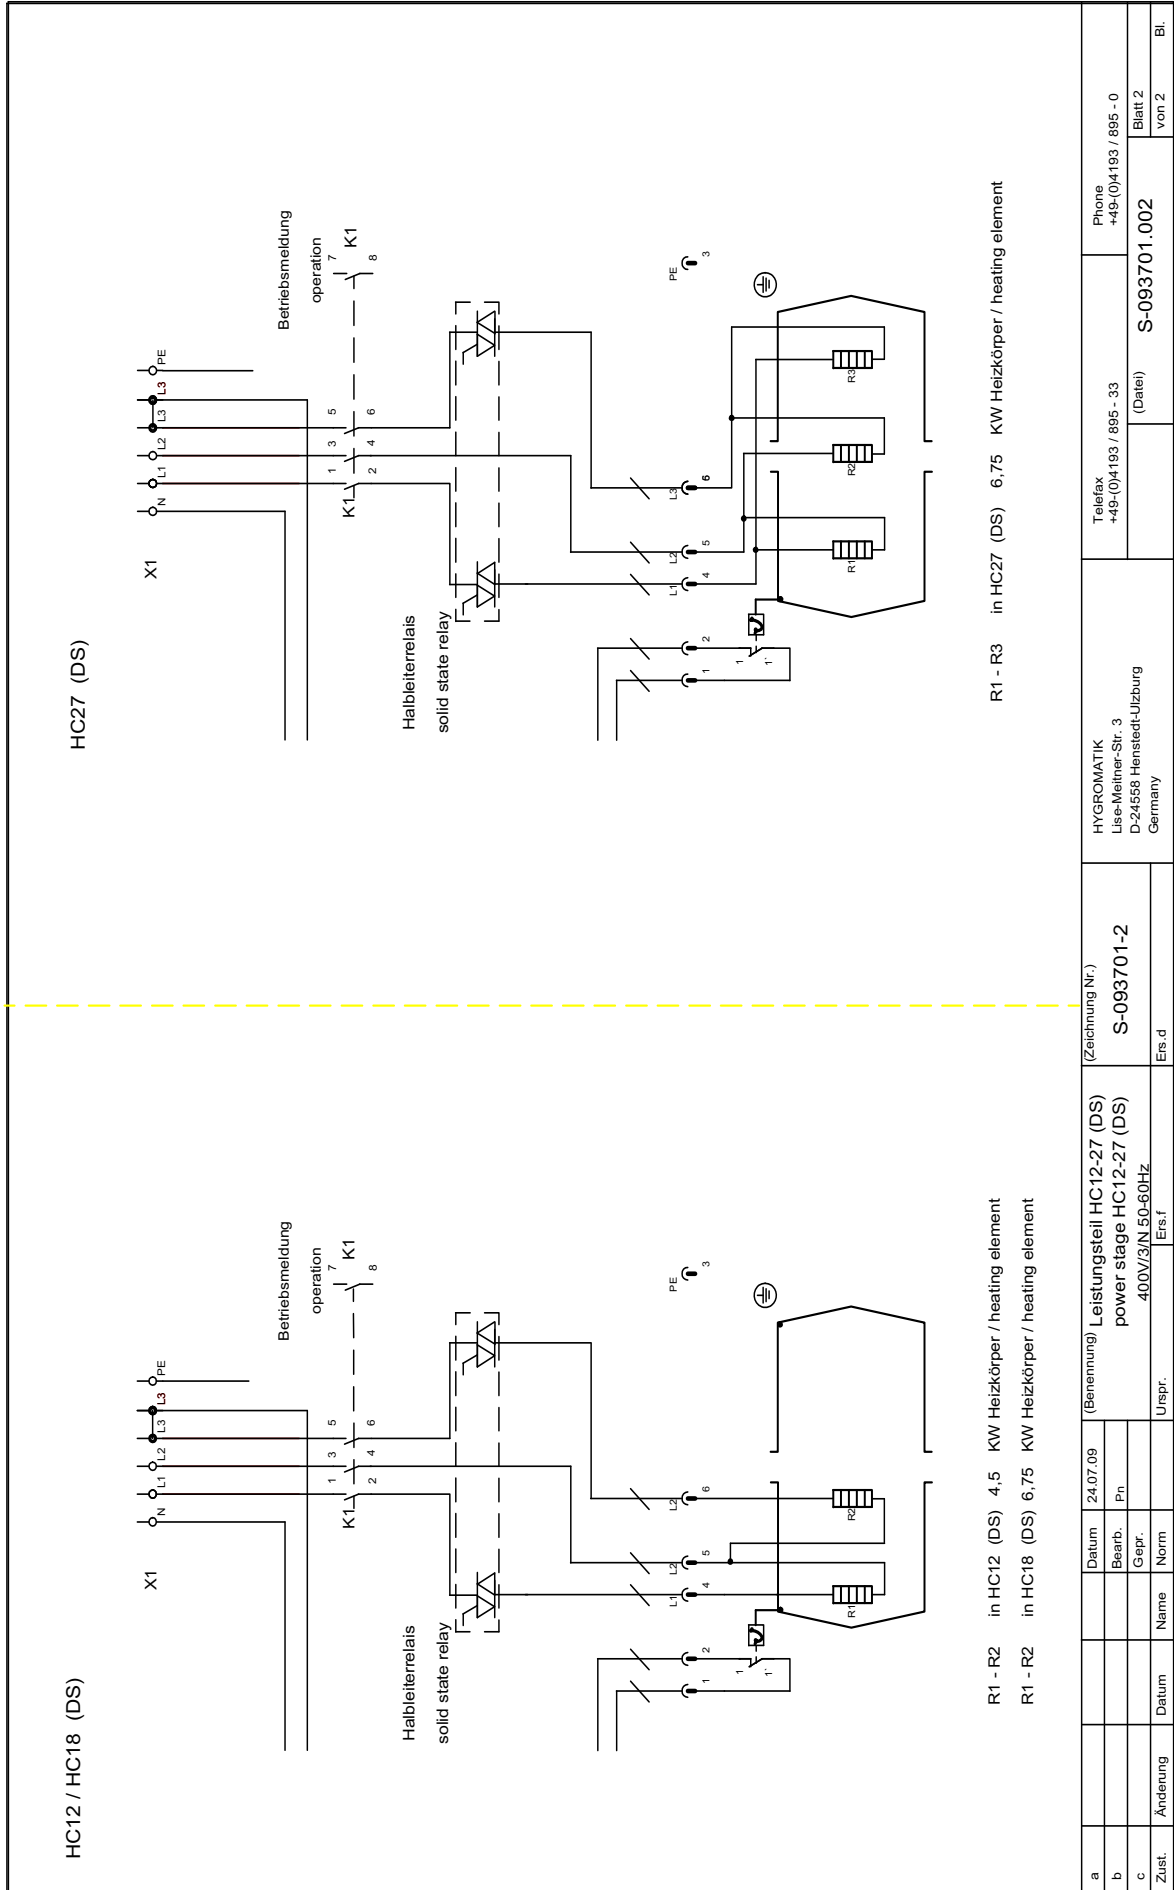 HC12 / HC18 (DS)
X1
N
L1
L2
L3
L3
PE
Betriebsmeldung
operation
K1
1
3
5
2
4
6
K1
7
8
Halbleiterrelais
solid state relay
1
2
L1
4
L2
5
L2
6
PE
3
1
1'
R1
R2
R1 - R2 in HC12 (DS) 4,5 KW Heizkörper / heating element
R1 - R2 in HC18 (DS) 6,75 KW Heizkörper / heating element
HC27 (DS)
X1
N
L1
L2
L3
L3
PE
Betriebsmeldung
operation
K1
1
3
5
2
4
6
K1
7
8
Halbleiterrelais
solid state relay
1
2
L1
4
L2
5
L3
6
PE
3
1
1'
R1
R2
R3
R1 - R3 in HC27 (DS) 6,75 KW Heizkörper / heating element
a
b
c
Zust.
Änderung
Datum
Name
Datum
24.07.09
Bearb.
Pn
Gepr.
Norm
(Benennung)
Leistungsteil HC12-27 (DS)
power stage HC12-27 (DS)
400V/3/N 50-60Hz
Urspr.
Ers.f
Ers.d
(Zeichnung Nr.)
S-093701-2
HYGROMATIK
Lise-Meitner-Str. 3
D-24558 Henstedt-Ulzburg
Germany
Telefax
+49-(0)4193 / 895 - 33
Phone
+49-(0)4193 / 895 - 0
(Datei)
S-093701.002
Blatt 2
von 2
Bl.